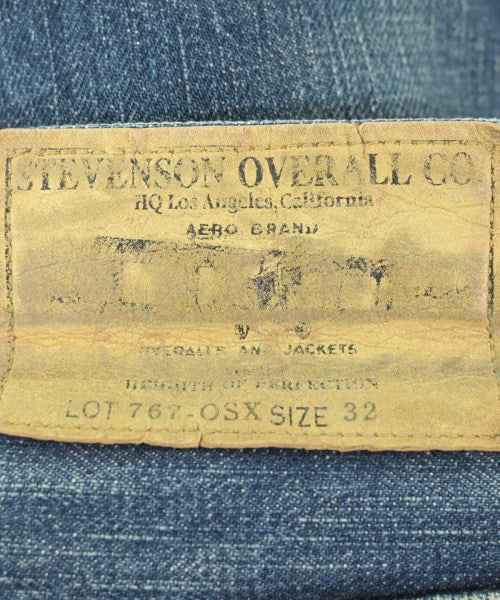 STEVENSON OVERALL CO.
HQ Los Angeles, California
AERO BRAND
OVERALLS AND JACKETS
HEIGHTH OF PERFECTION
LOT 767-OSX SIZE 32